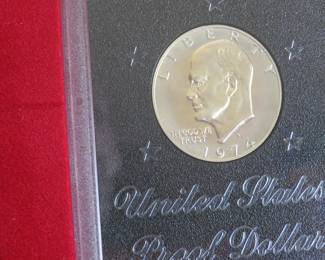 LIBERTY
IN GOD WE
TRUST
1974
United States
Proof Dollar